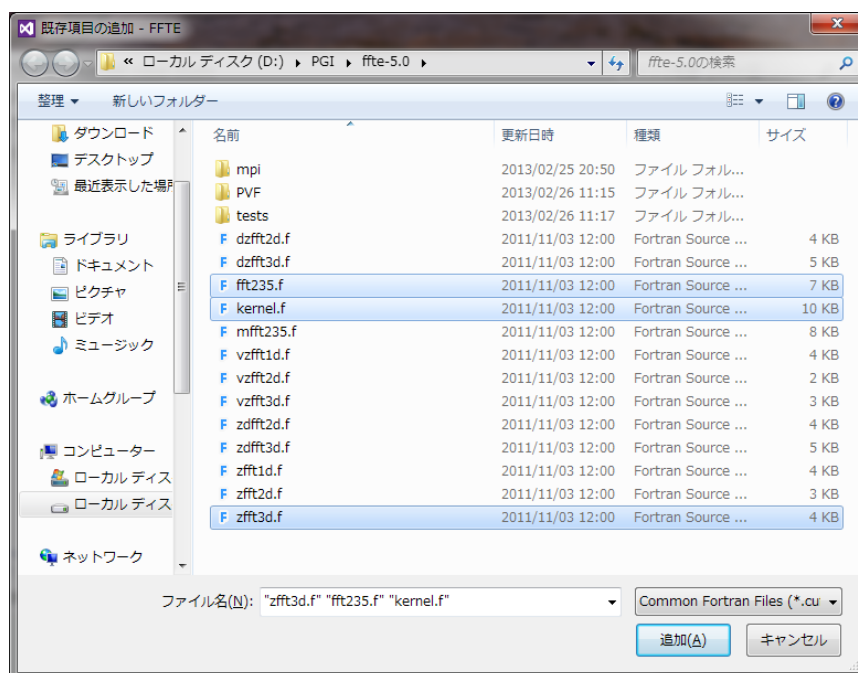 既存項目の追加 - FFTE
« ローカル ディスク (D:) ▸ PGI ▸ ffte-5.0 ▸
ffte-5.0の検索
整理 ▼ 新しいフォルダー
ダウンロード
デスクトップ
最近表示した場所
ライブラリ
ドキュメント
ピクチャ
ビデオ
ミュージック
ホームグループ
コンピューター
ローカル ディス
ローカル ディス
ネットワーク
名前 更新日時 種類 サイズ
mpi 2013/02/25 20:50 ファイル フォル...
PVF 2013/02/26 11:15 ファイル フォル...
tests 2013/02/26 11:17 ファイル フォル...
dzfft2d.f 2011/11/03 12:00 Fortran Source ... 4 KB
dzfft3d.f 2011/11/03 12:00 Fortran Source ... 5 KB
fft235.f 2011/11/03 12:00 Fortran Source ... 7 KB
kernel.f 2011/11/03 12:00 Fortran Source ... 10 KB
mfft235.f 2011/11/03 12:00 Fortran Source ... 8 KB
vzfft1d.f 2011/11/03 12:00 Fortran Source ... 4 KB
vzfft2d.f 2011/11/03 12:00 Fortran Source ... 2 KB
vzfft3d.f 2011/11/03 12:00 Fortran Source ... 3 KB
zdfft2d.f 2011/11/03 12:00 Fortran Source ... 4 KB
zdfft3d.f 2011/11/03 12:00 Fortran Source ... 5 KB
zfft1d.f 2011/11/03 12:00 Fortran Source ... 4 KB
zfft2d.f 2011/11/03 12:00 Fortran Source ... 3 KB
zfft3d.f 2011/11/03 12:00 Fortran Source ... 4 KB
ファイル名(N): "zfft3d.f" "fft235.f" "kernel.f"
Common Fortran Files (*.cu
追加(A) キャンセル